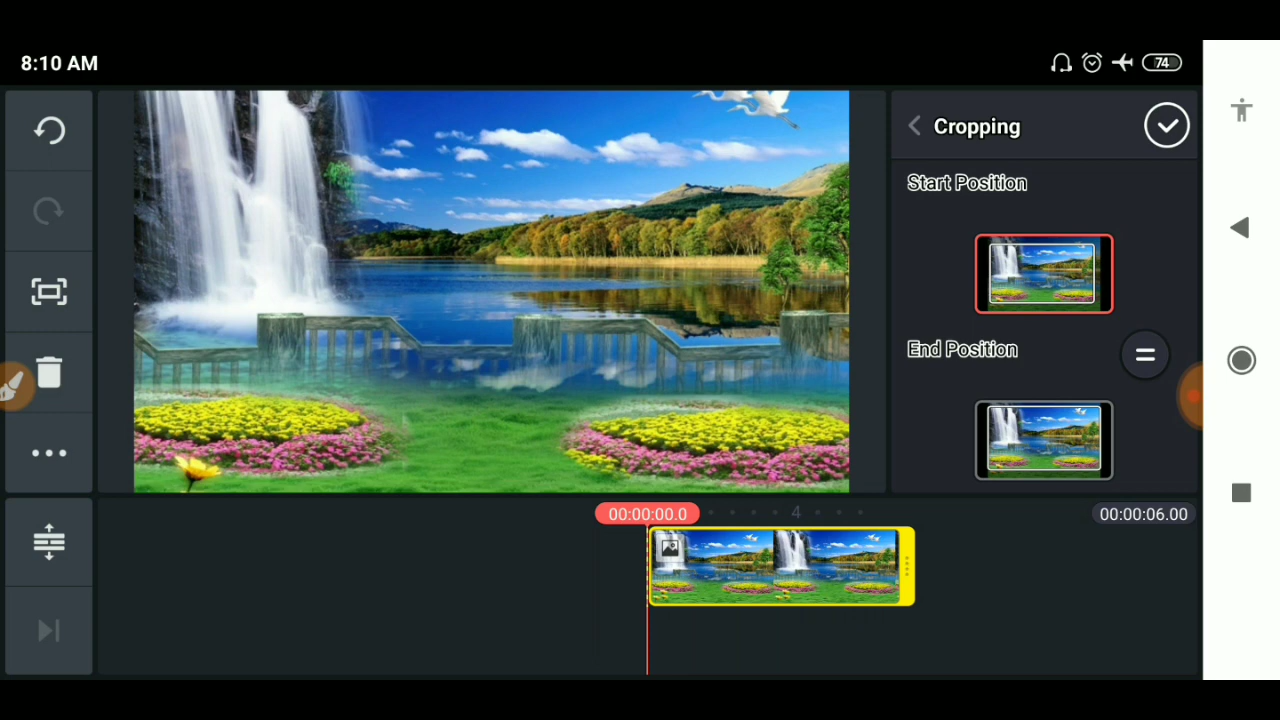 8:10 AM
74
Cropping
Start Position
End Position
00:00:00.0
4
00:00:06.00